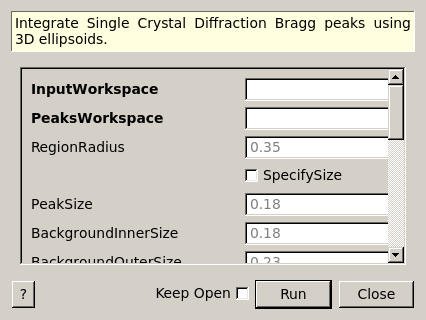 Integrate Single Crystal Diffraction Bragg peaks using
3D ellipsoids.
InputWorkspace
PeaksWorkspace
RegionRadius 0.35
SpecifySize
PeakSize 0.18
BackgroundInnerSize 0.18
BackgroundOuterSize 0.23
? Keep Open Run Close